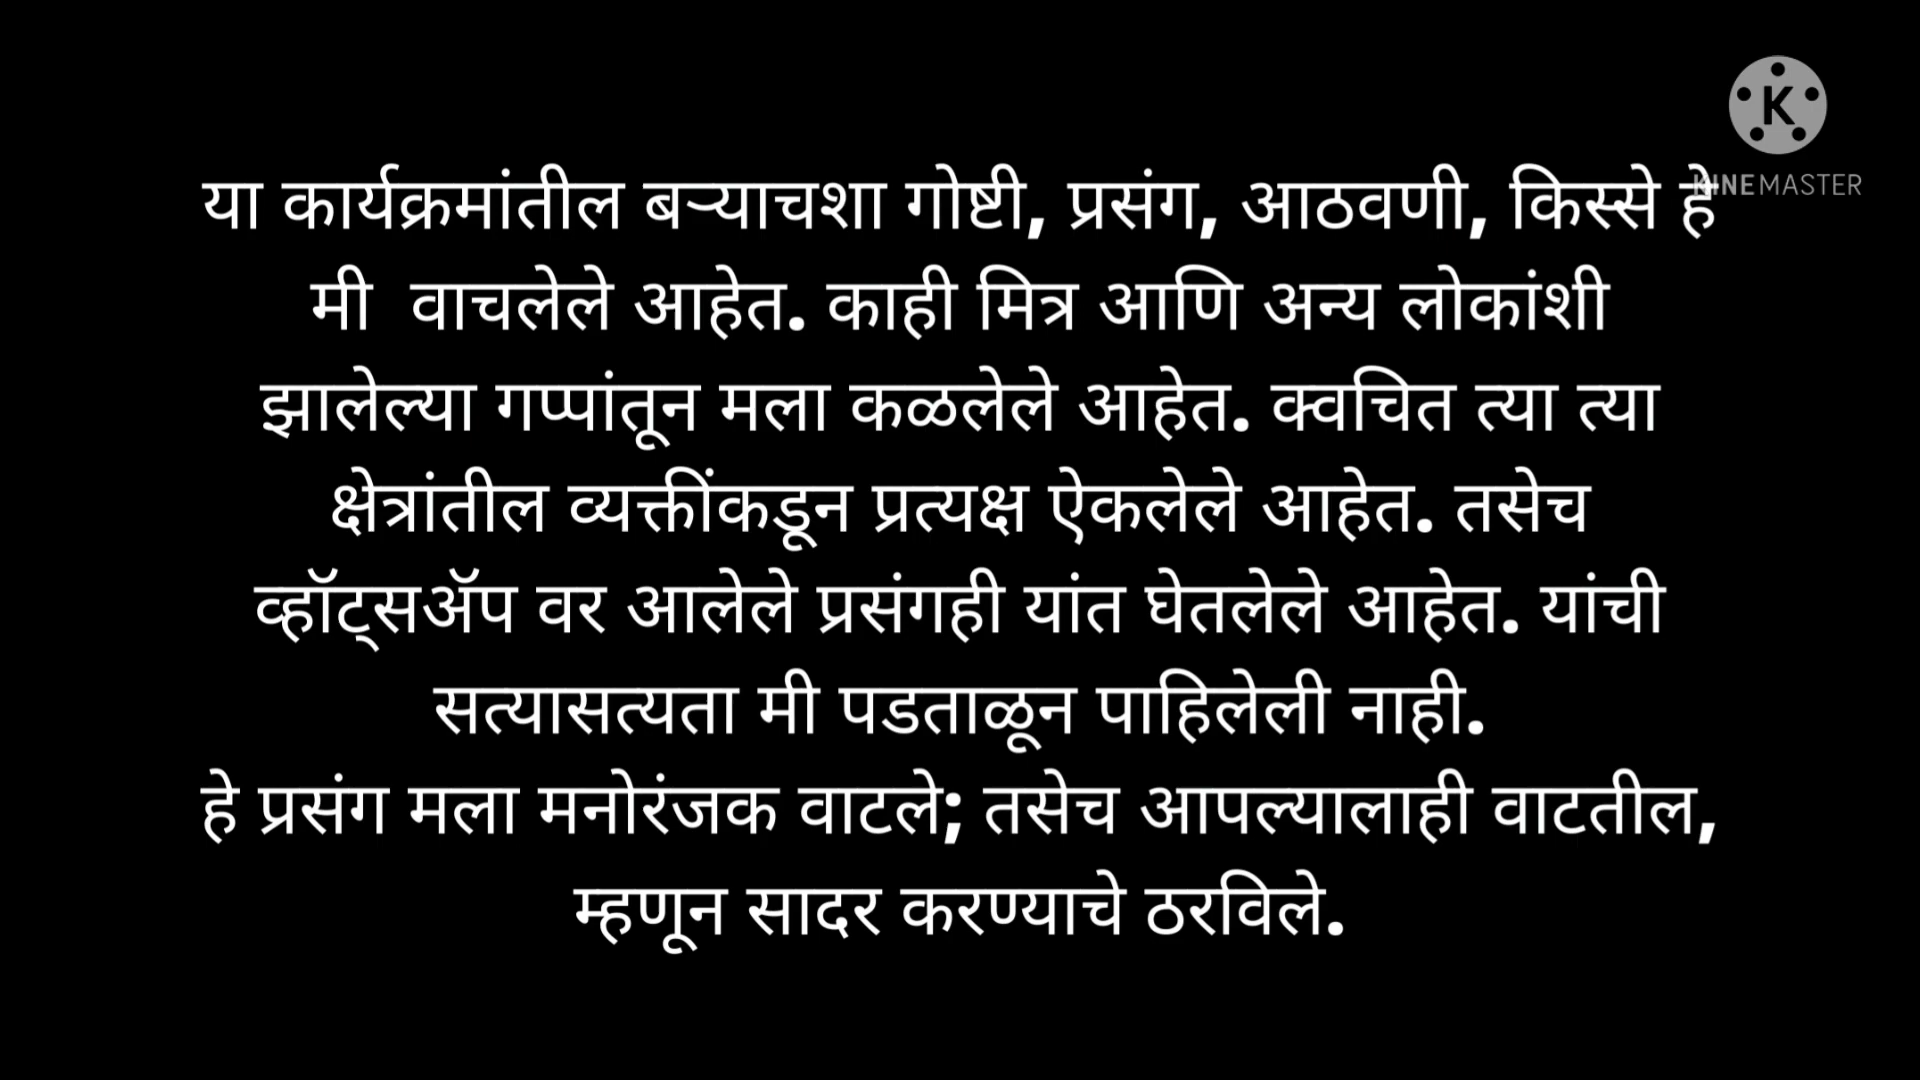 या कार्यक्रमांतील बऱ्याचशा गोष्टी, प्रसंग, आठवणी, किस्से हे
मी  वाचलेले आहेत. काही मित्र आणि अन्य लोकांशी
झालेल्या गप्पांतून मला कळलेले आहेत. क्वचित त्या त्या
क्षेत्रांतील व्यक्तींकडून प्रत्यक्ष ऐकलेले आहेत. तसेच
व्हॉट्सॲप वर आलेले प्रसंगही यांत घेतलेले आहेत. यांची
सत्यासत्यता मी पडताळून पाहिलेली नाही.
हे प्रसंग मला मनोरंजक वाटले; तसेच आपल्यालाही वाटतील,
म्हणून सादर करण्याचे ठरविले.
K
KINEMASTER